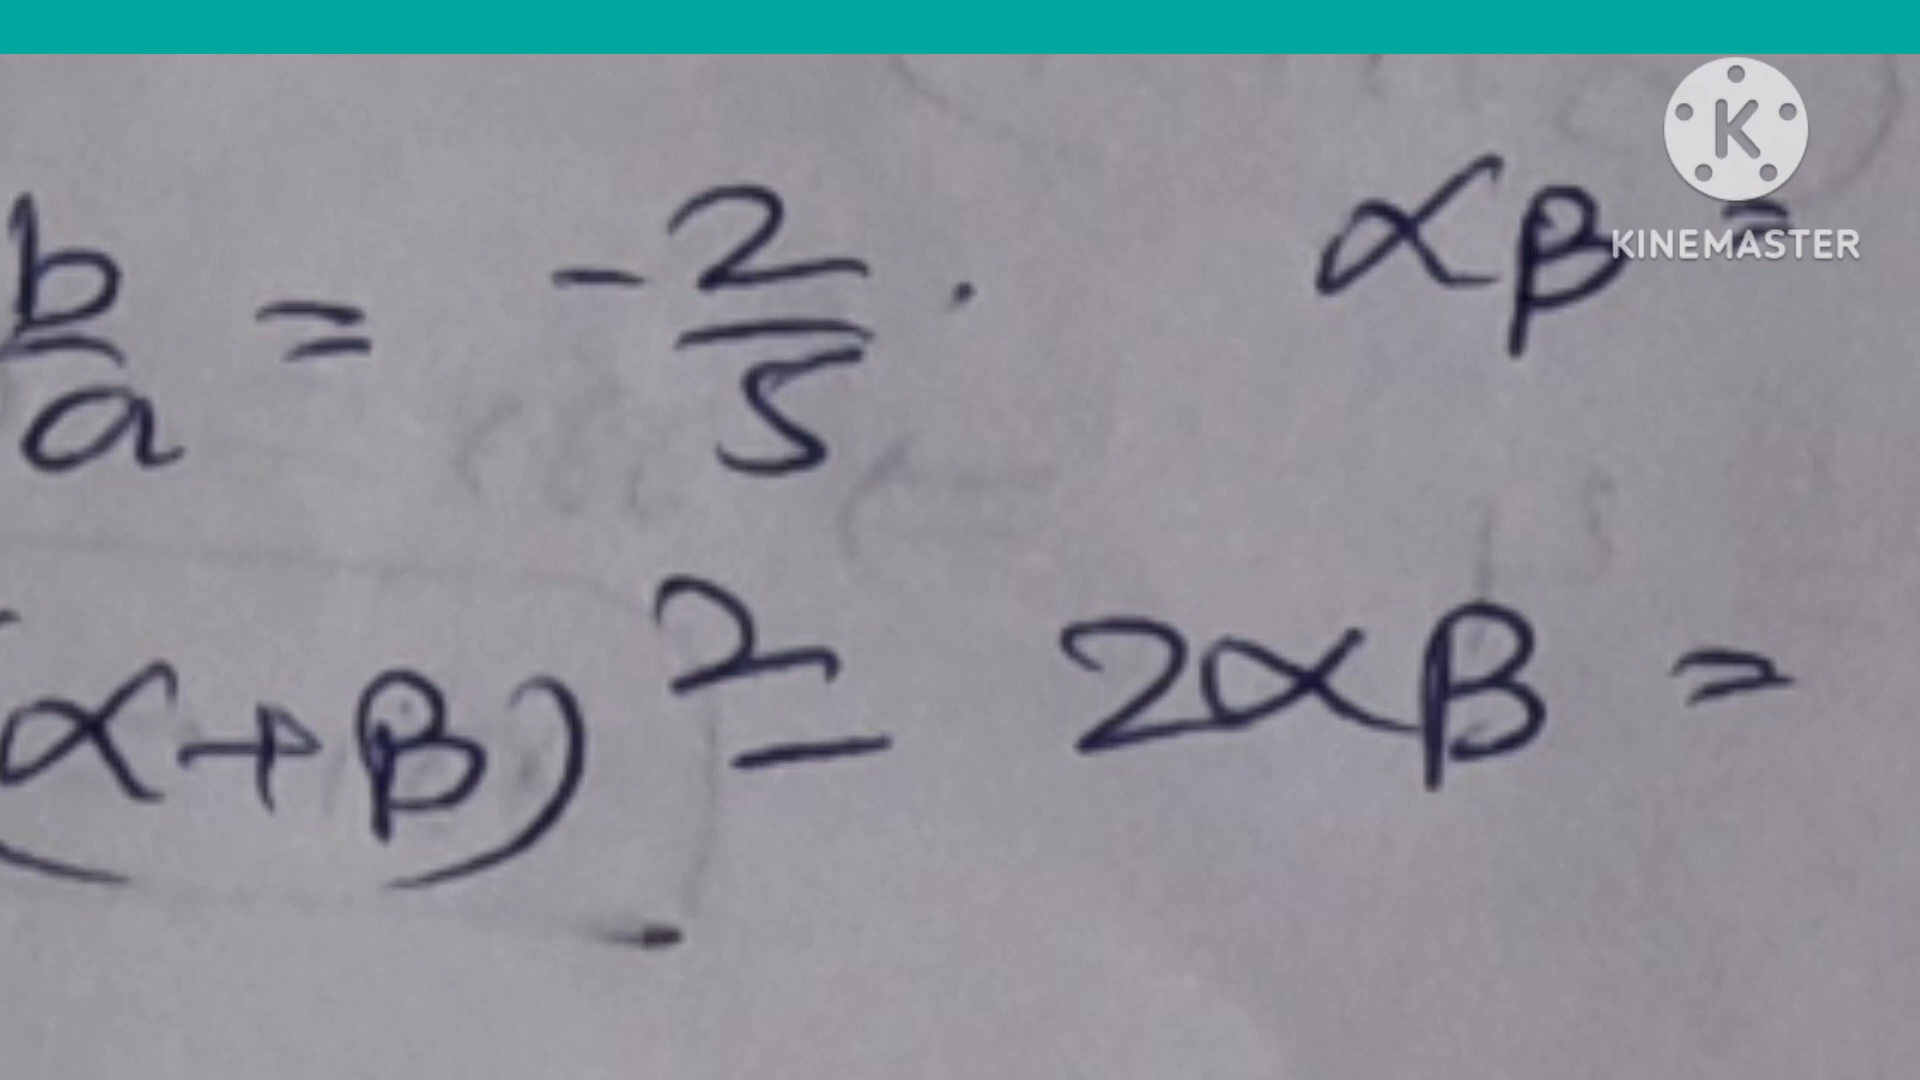 b/a = -2/5 . αβ =
(α+β)² - 2αβ =
K
KINEMASTER